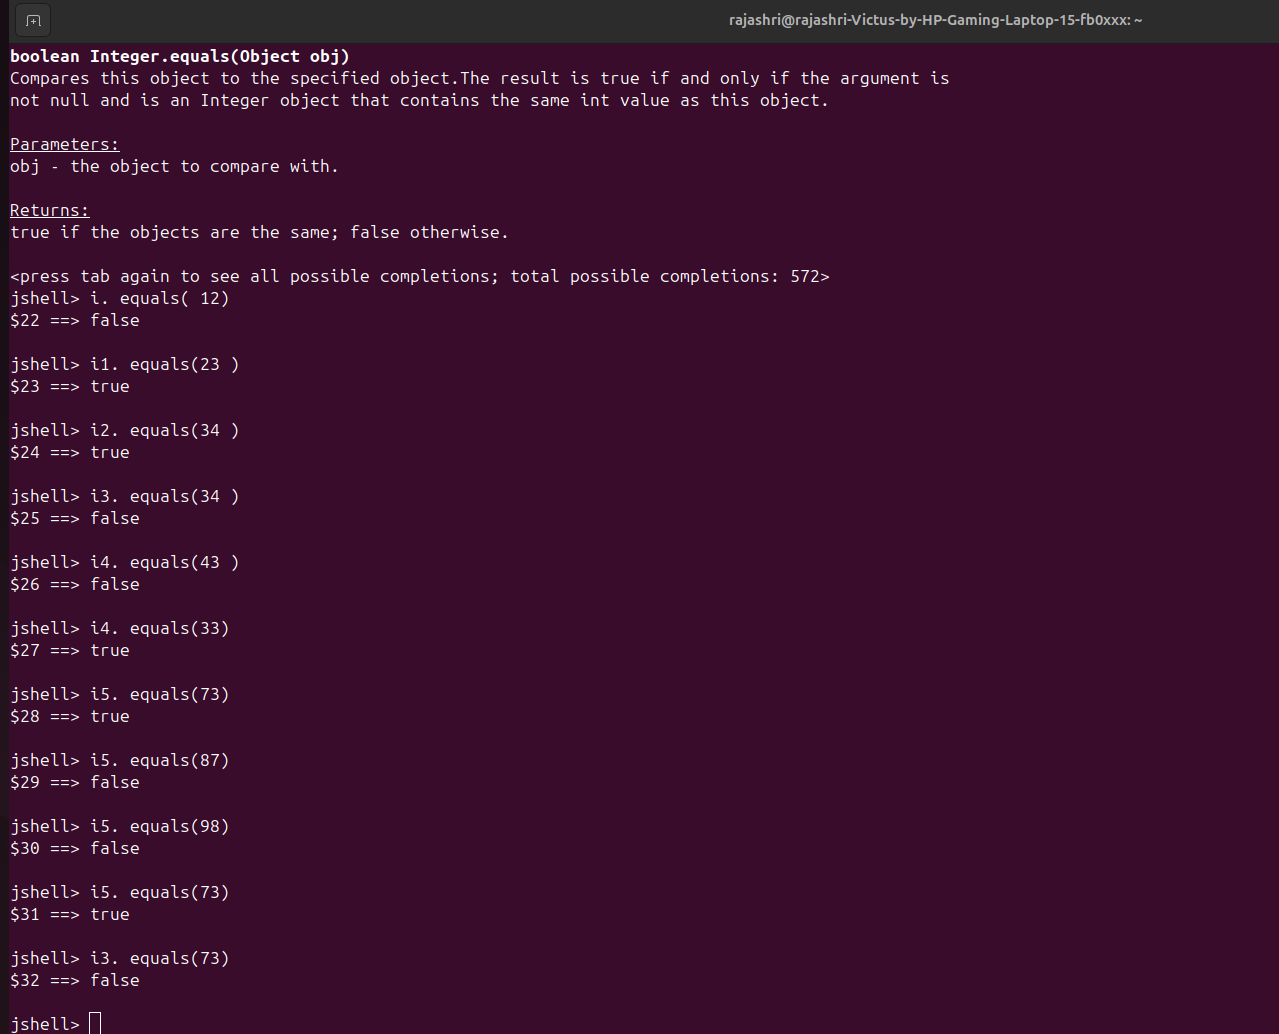 rajashri@rajashri-Victus-by-HP-Gaming-Laptop-15-fb0xxx: ~
boolean Integer.equals(Object obj)
Compares this object to the specified object.The result is true if and only if the argument is
not null and is an Integer object that contains the same int value as this object.
Parameters:
obj - the object to compare with.
Returns:
true if the objects are the same; false otherwise.
<press tab again to see all possible completions; total possible completions: 572>
jshell> i. equals( 12)
$22 ==> false
jshell> i1. equals(23 )
$23 ==> true
jshell> i2. equals(34 )
$24 ==> true
jshell> i3. equals(34 )
$25 ==> false
jshell> i4. equals(43 )
$26 ==> false
jshell> i4. equals(33)
$27 ==> true
jshell> i5. equals(73)
$28 ==> true
jshell> i5. equals(87)
$29 ==> false
jshell> i5. equals(98)
$30 ==> false
jshell> i5. equals(73)
$31 ==> true
jshell> i3. equals(73)
$32 ==> false
jshell>